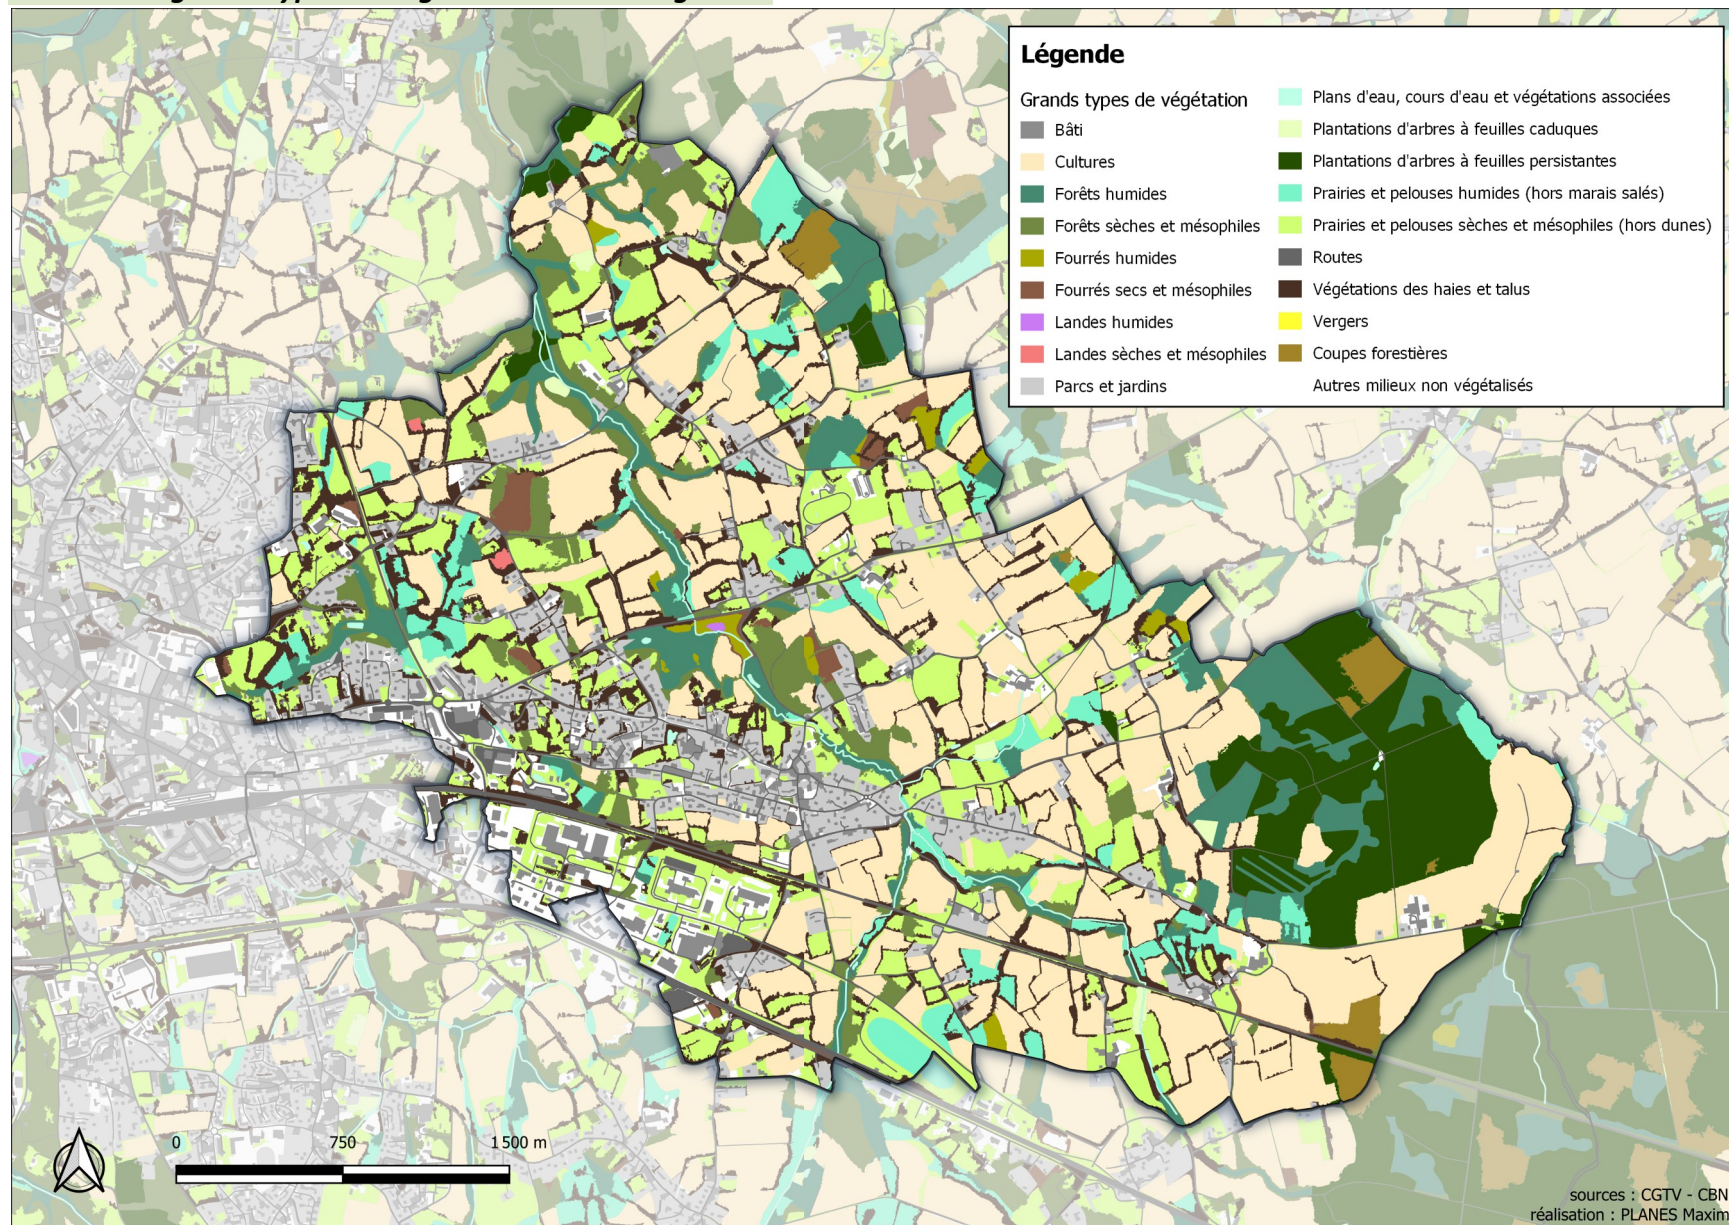 Légende
Grands types de végétation
Bâti
Cultures
Forêts humides
Forêts sèches et mésophiles
Fourrés humides
Fourrés secs et mésophiles
Landes humides
Landes sèches et mésophiles
Parcs et jardins
Plans d'eau, cours d'eau et végétations associées
Plantations d'arbres à feuilles caduques
Plantations d'arbres à feuilles persistantes
Prairies et pelouses humides (hors marais salés)
Prairies et pelouses sèches et mésophiles (hors dunes)
Routes
Végétations des haies et talus
Vergers
Coupes forestières
Autres milieux non végétalisés
0 750 1500 m
sources : CGTV - CBN
réalisation : PLANES Maxim